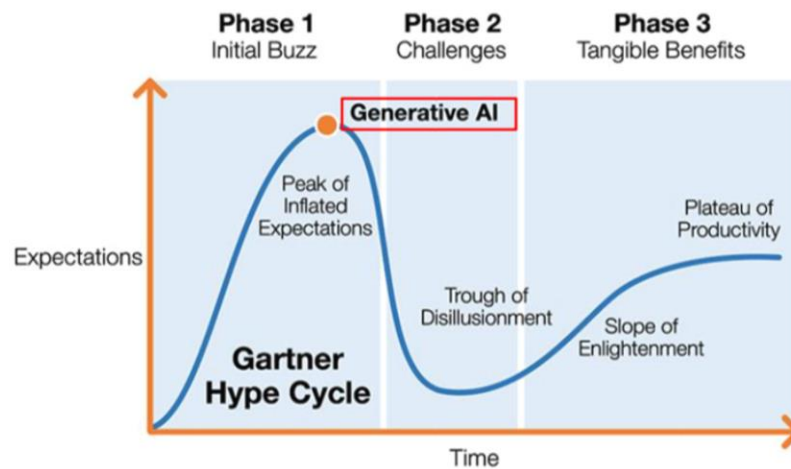 Phase 1
Initial Buzz
Phase 2
Challenges
Phase 3
Tangible Benefits
Generative AI
Peak of
Inflated
Expectations
Plateau of
Productivity
Expectations
Trough of
Disillusionment
Slope of
Enlightenment
Gartner
Hype Cycle
Time